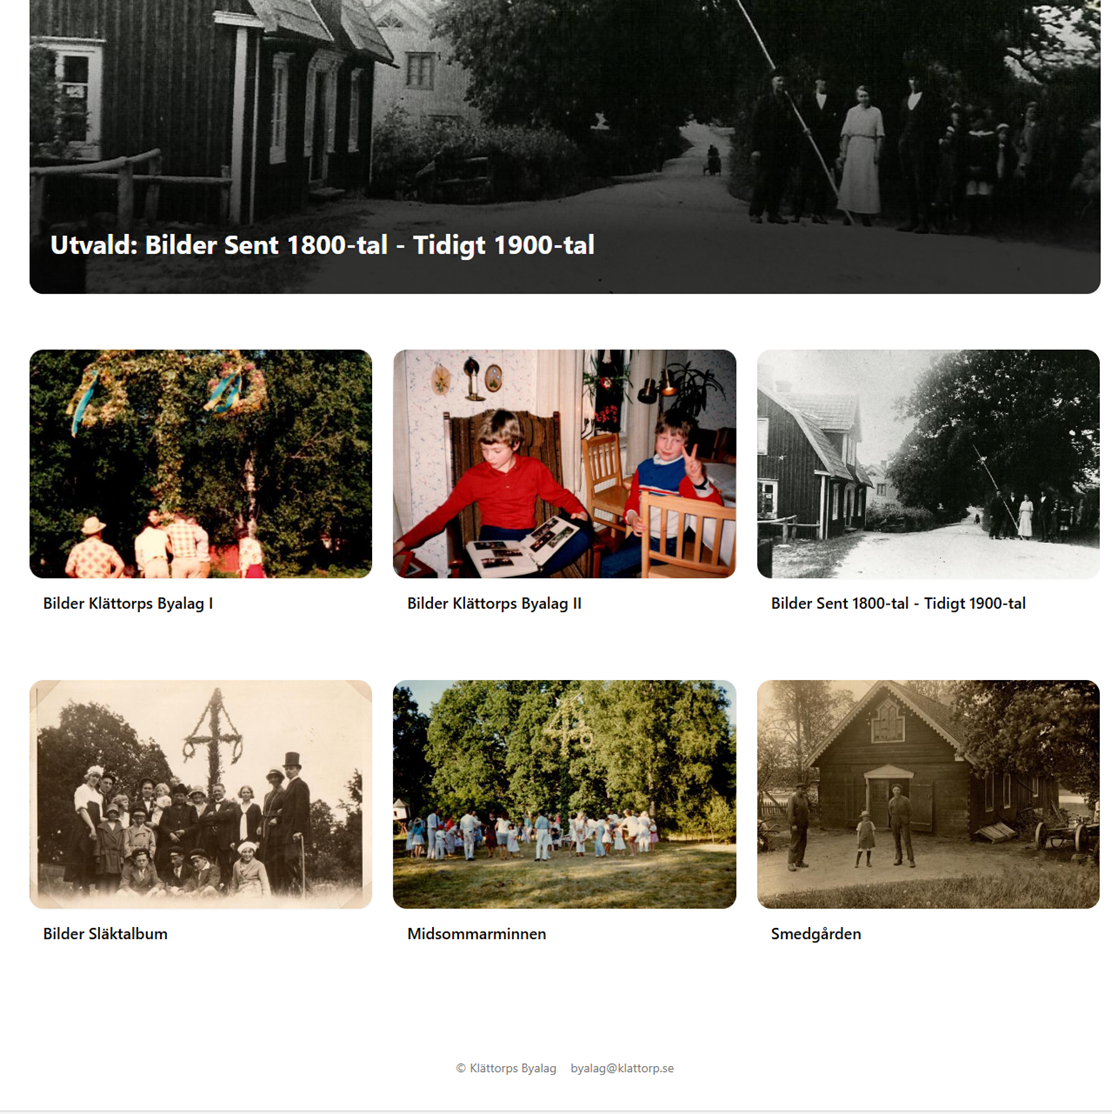 Utvald: Bilder Sent 1800-tal - Tidigt 1900-tal
Bilder Klättorps Byalag I
Bilder Klättorps Byalag II
Bilder Sent 1800-tal - Tidigt 1900-tal
Bilder Släktalbum
Midsommarminnen
Smedgården
© Klättorps Byalag byalag@klattorp.se